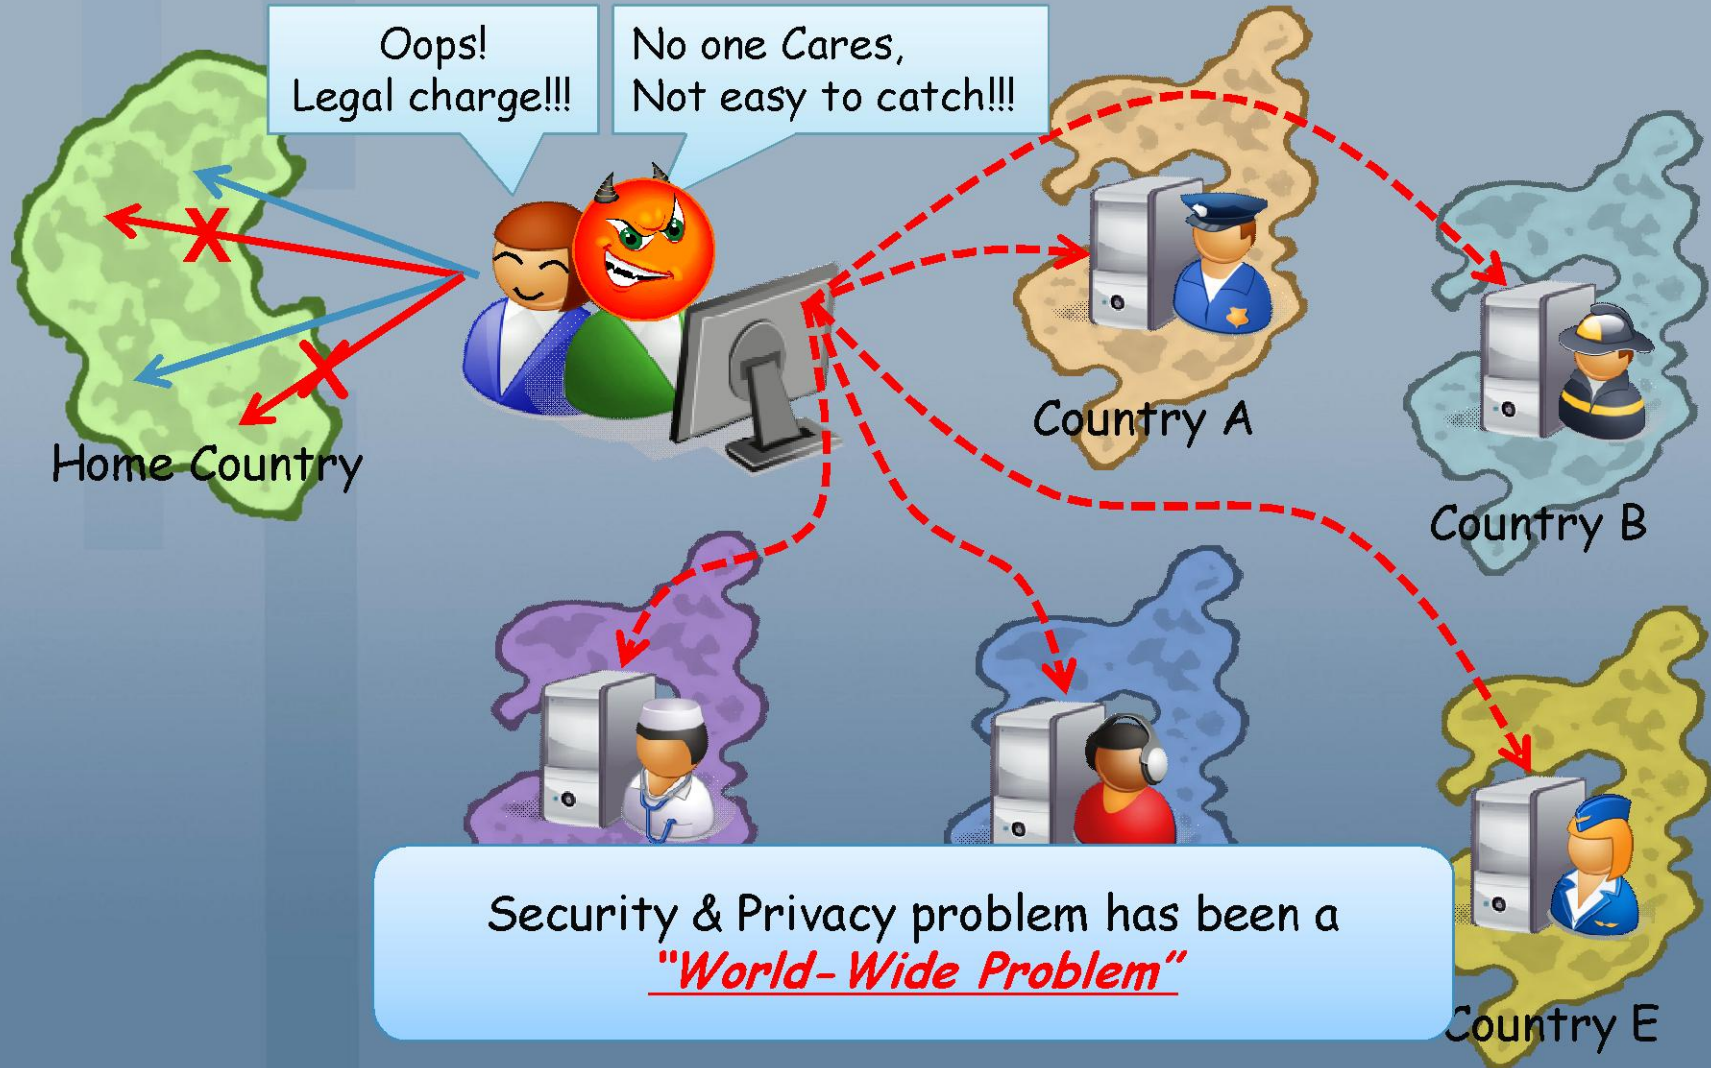 Oops!
Legal charge!!!
No one Cares,
Not easy to catch!!!
Home Country
Country A
Country B
Security & Privacy problem has been a
"World-Wide Problem"
Country E